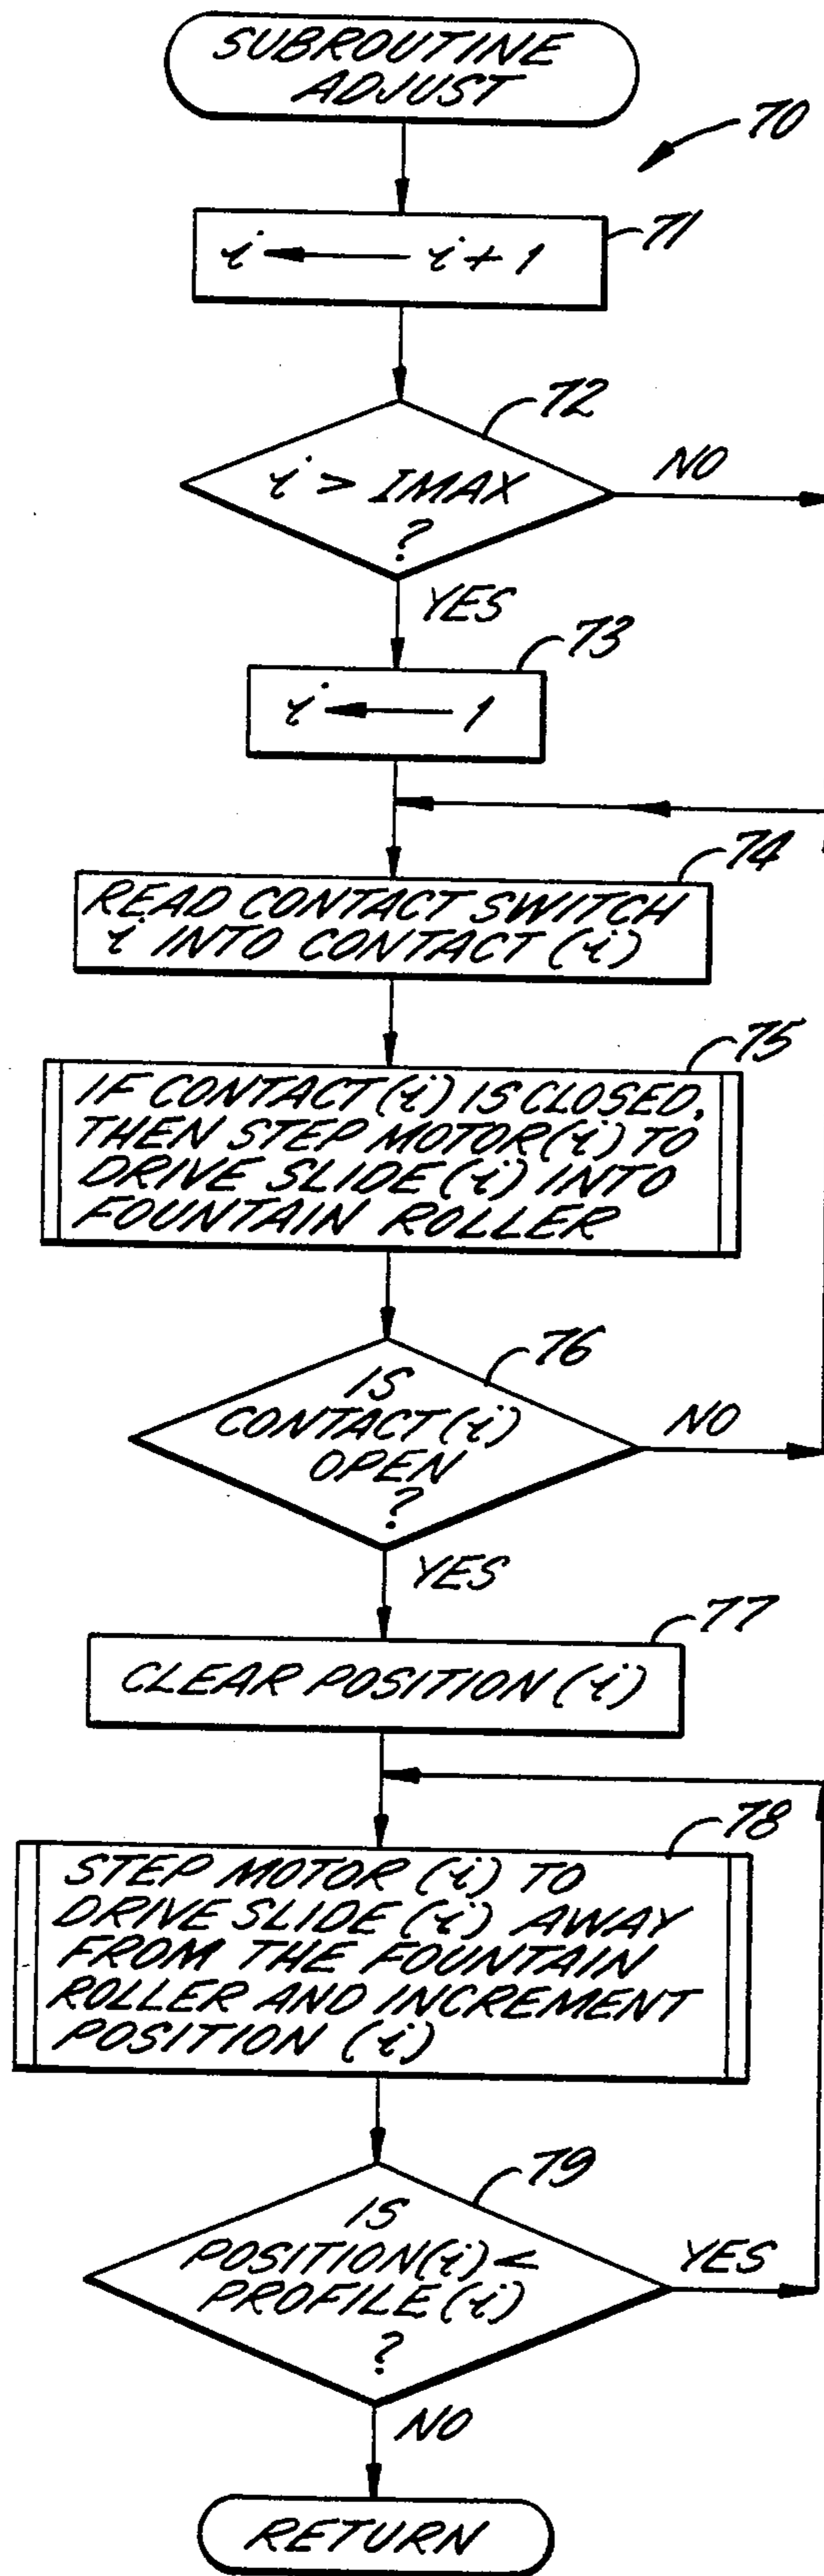 SUBROUTINE
ADJUST
70
71
i ← i + 1
72
i > IMAX
?
NO
YES
73
i ← 1
74
READ CONTACT SWITCH
i INTO CONTACT (i)
75
IF CONTACT (i) IS CLOSED,
THEN STEP MOTOR (i) TO
DRIVE SLIDE (i) INTO
FOUNTAIN ROLLER
76
IS
CONTACT (i)
OPEN
?
NO
YES
77
CLEAR POSITION (i)
78
STEP MOTOR (i) TO
DRIVE SLIDE (i) AWAY
FROM THE FOUNTAIN
ROLLER AND INCREMENT
POSITION (i)
79
IS
POSITION (i) <
PROFILE (i)
?
YES
NO
RETURN